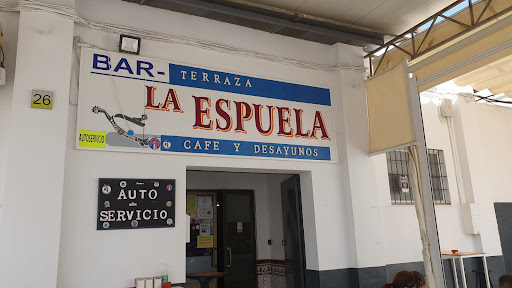 BAR-
TERRAZA
LA ESPUELA
CAFE Y DESAYUNOS
AUTOSERVICIO
26
AUTO
SERVICIO